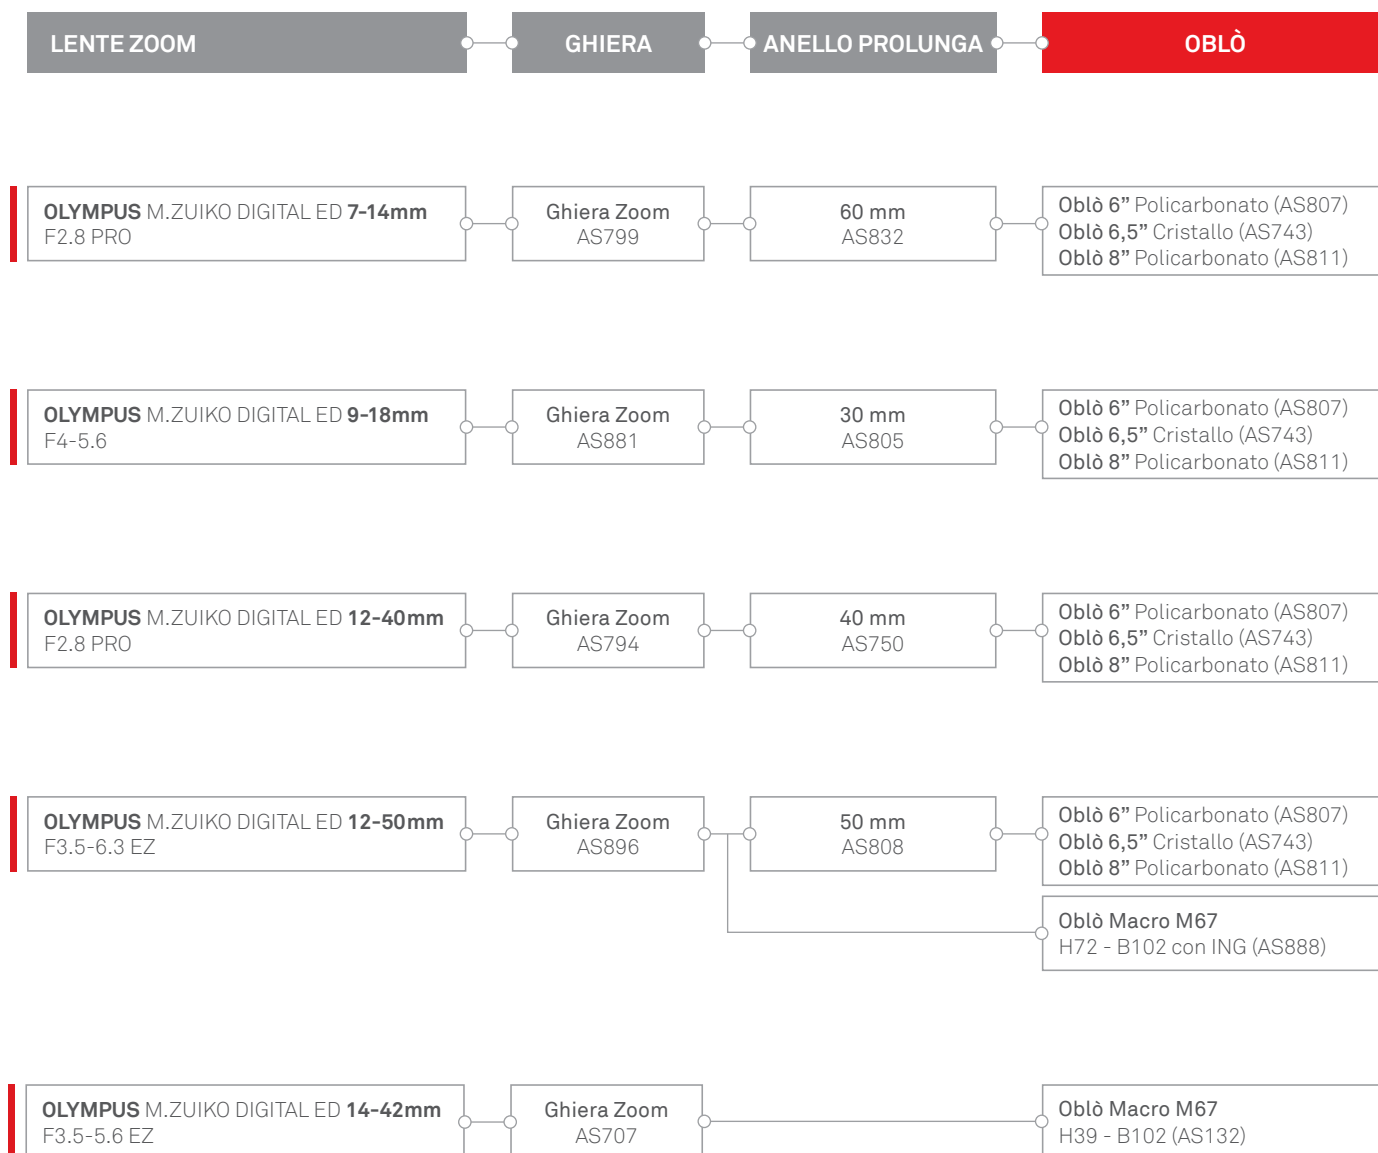 LENTE ZOOM
GHIERA
ANELLO PROLUNGA
OBLÒ
OLYMPUS M.ZUIKO DIGITAL ED 7-14mm
F2.8 PRO
Ghiera Zoom
AS799
60 mm
AS832
Oblò 6” Policarbonato (AS807)
Oblò 6,5” Cristallo (AS743)
Oblò 8” Policarbonato (AS811)
OLYMPUS M.ZUIKO DIGITAL ED 9-18mm
F4-5.6
Ghiera Zoom
AS881
30 mm
AS805
Oblò 6” Policarbonato (AS807)
Oblò 6,5” Cristallo (AS743)
Oblò 8” Policarbonato (AS811)
OLYMPUS M.ZUIKO DIGITAL ED 12-40mm
F2.8 PRO
Ghiera Zoom
AS794
40 mm
AS750
Oblò 6” Policarbonato (AS807)
Oblò 6,5” Cristallo (AS743)
Oblò 8” Policarbonato (AS811)
OLYMPUS M.ZUIKO DIGITAL ED 12-50mm
F3.5-6.3 EZ
Ghiera Zoom
AS896
50 mm
AS808
Oblò 6” Policarbonato (AS807)
Oblò 6,5” Cristallo (AS743)
Oblò 8” Policarbonato (AS811)
Oblò Macro M67
H72 - B102 con ING (AS888)
OLYMPUS M.ZUIKO DIGITAL ED 14-42mm
F3.5-5.6 EZ
Ghiera Zoom
AS707
Oblò Macro M67
H39 - B102 (AS132)